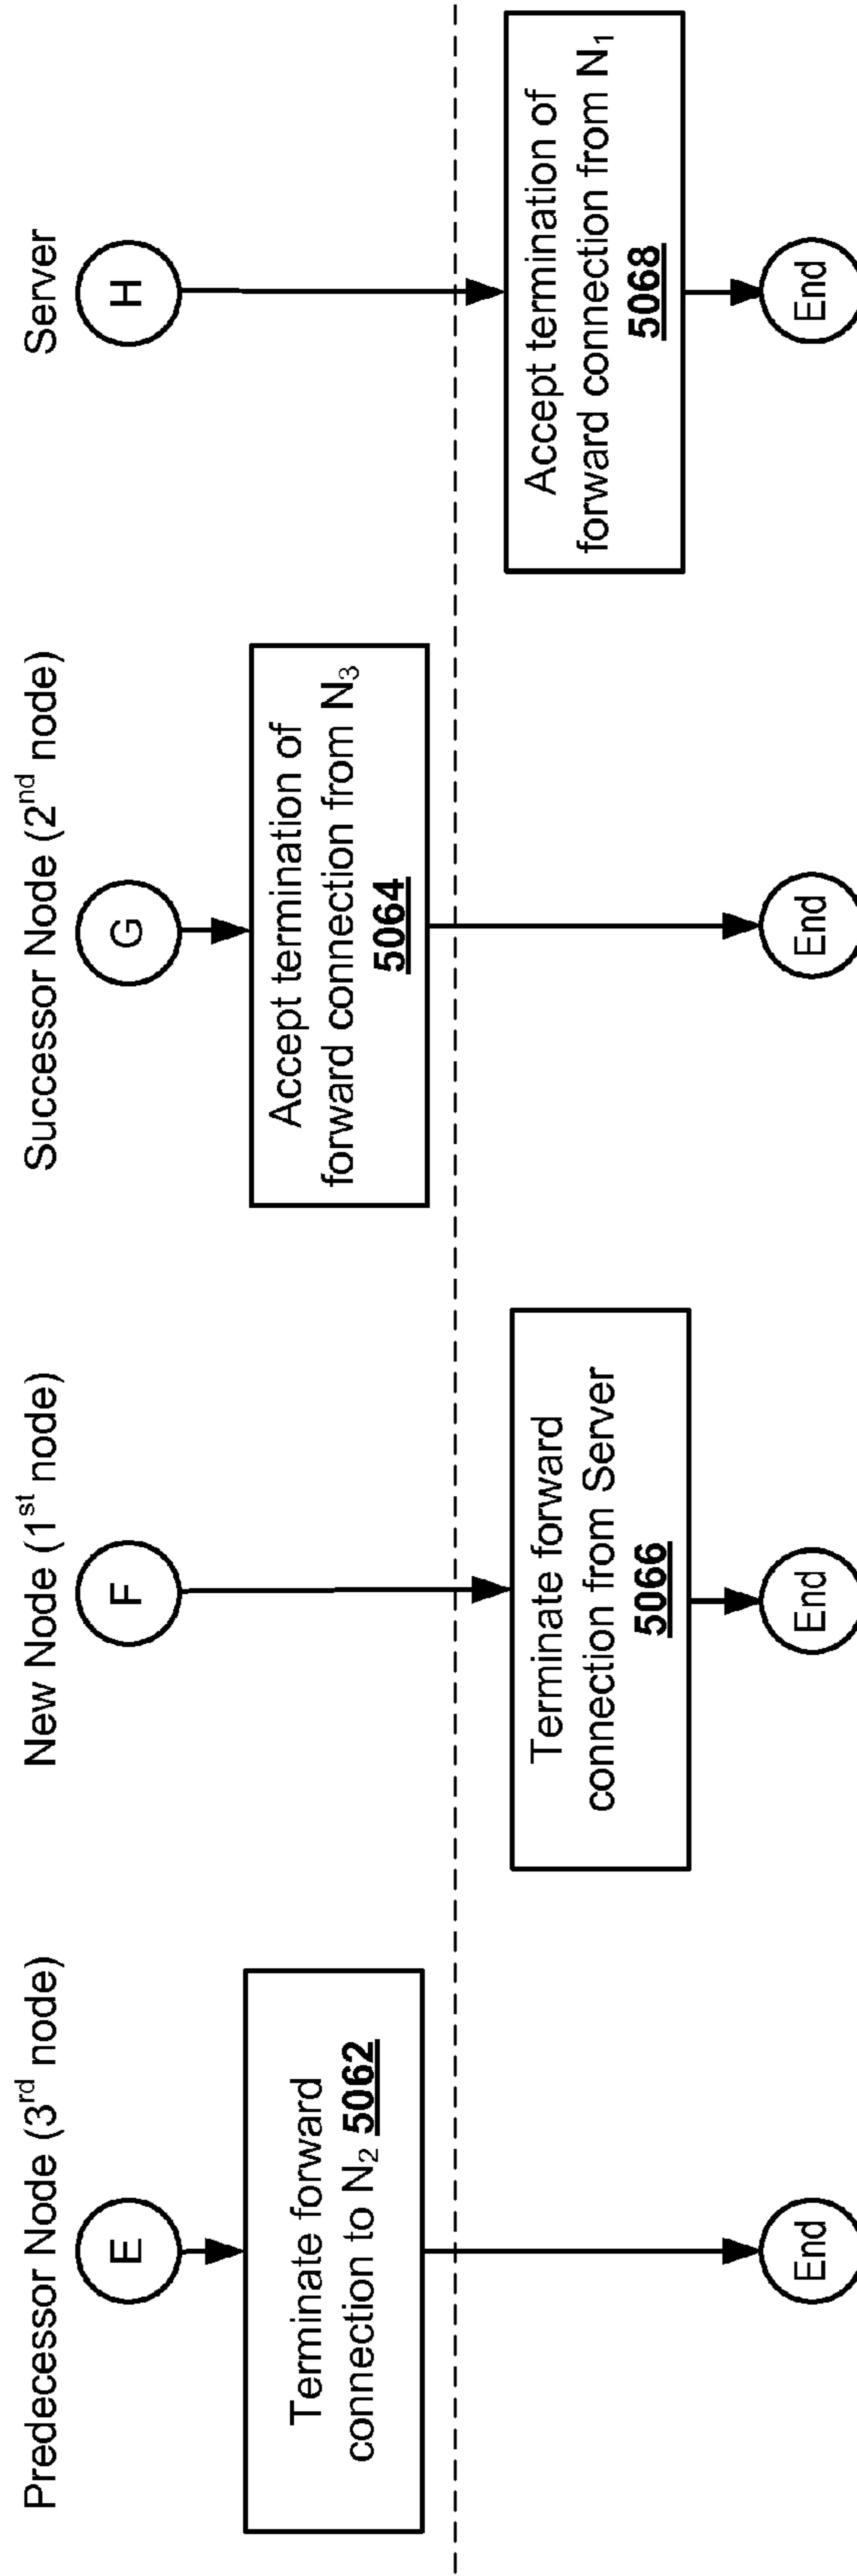 Predecessor Node (3rd node)
New Node (1st node)
Successor Node (2nd node)
Server
E
F
G
H
Terminate forward
connection to N2 5062
Accept termination of
forward connection from N3
5064
Terminate forward
connection from Server
5066
Accept termination of
forward connection from N1
5068
End
End
End
End